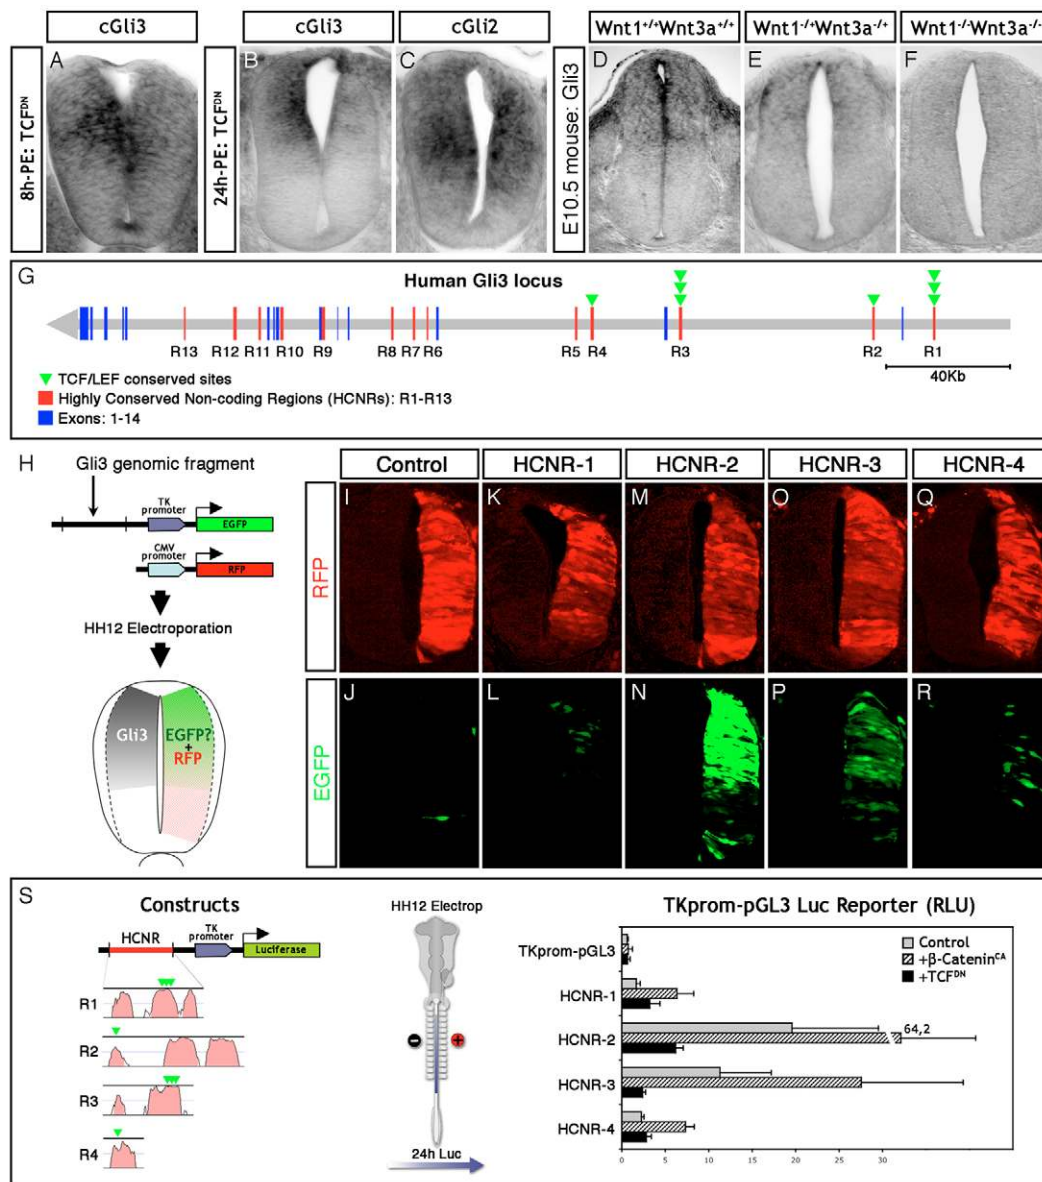 cGli3
cGli3
cGli2
Wnt1+/+Wnt3a+/+
Wnt1-/+Wnt3a-/+
Wnt1-/-Wnt3a-/-
8h-PE: TCFDN
A
24h-PE: TCFDN
B
C
E10.5 mouse: Gli3
D
E
F
G
Human Gli3 locus
R13
R12
R11
R10
R9
R8
R7
R6
R5
R4
R3
R2
R1
40Kb
TCF/LEF conserved sites
Highly Conserved Non-coding Regions (HCNRs): R1-R13
Exons: 1-14
H
Gli3 genomic fragment
TK
promoter
EGFP
CMV
promoter
RFP
HH12 Electroporation
Gli3
EGFP?
+
RFP
Control
HCNR-1
HCNR-2
HCNR-3
HCNR-4
RFP
I
K
M
O
Q
EGFP
J
L
N
P
R
S
Constructs
HCNR
TK
promoter
Luciferase
R1
R2
R3
R4
HH12 Electrop
-
+
24h Luc
TKprom-pGL3 Luc Reporter (RLU)
Control
+β-CateninCA
+TCFDN
TKprom-pGL3
HCNR-1
HCNR-2
64,2
HCNR-3
HCNR-4
0
5
10
15
20
25
30